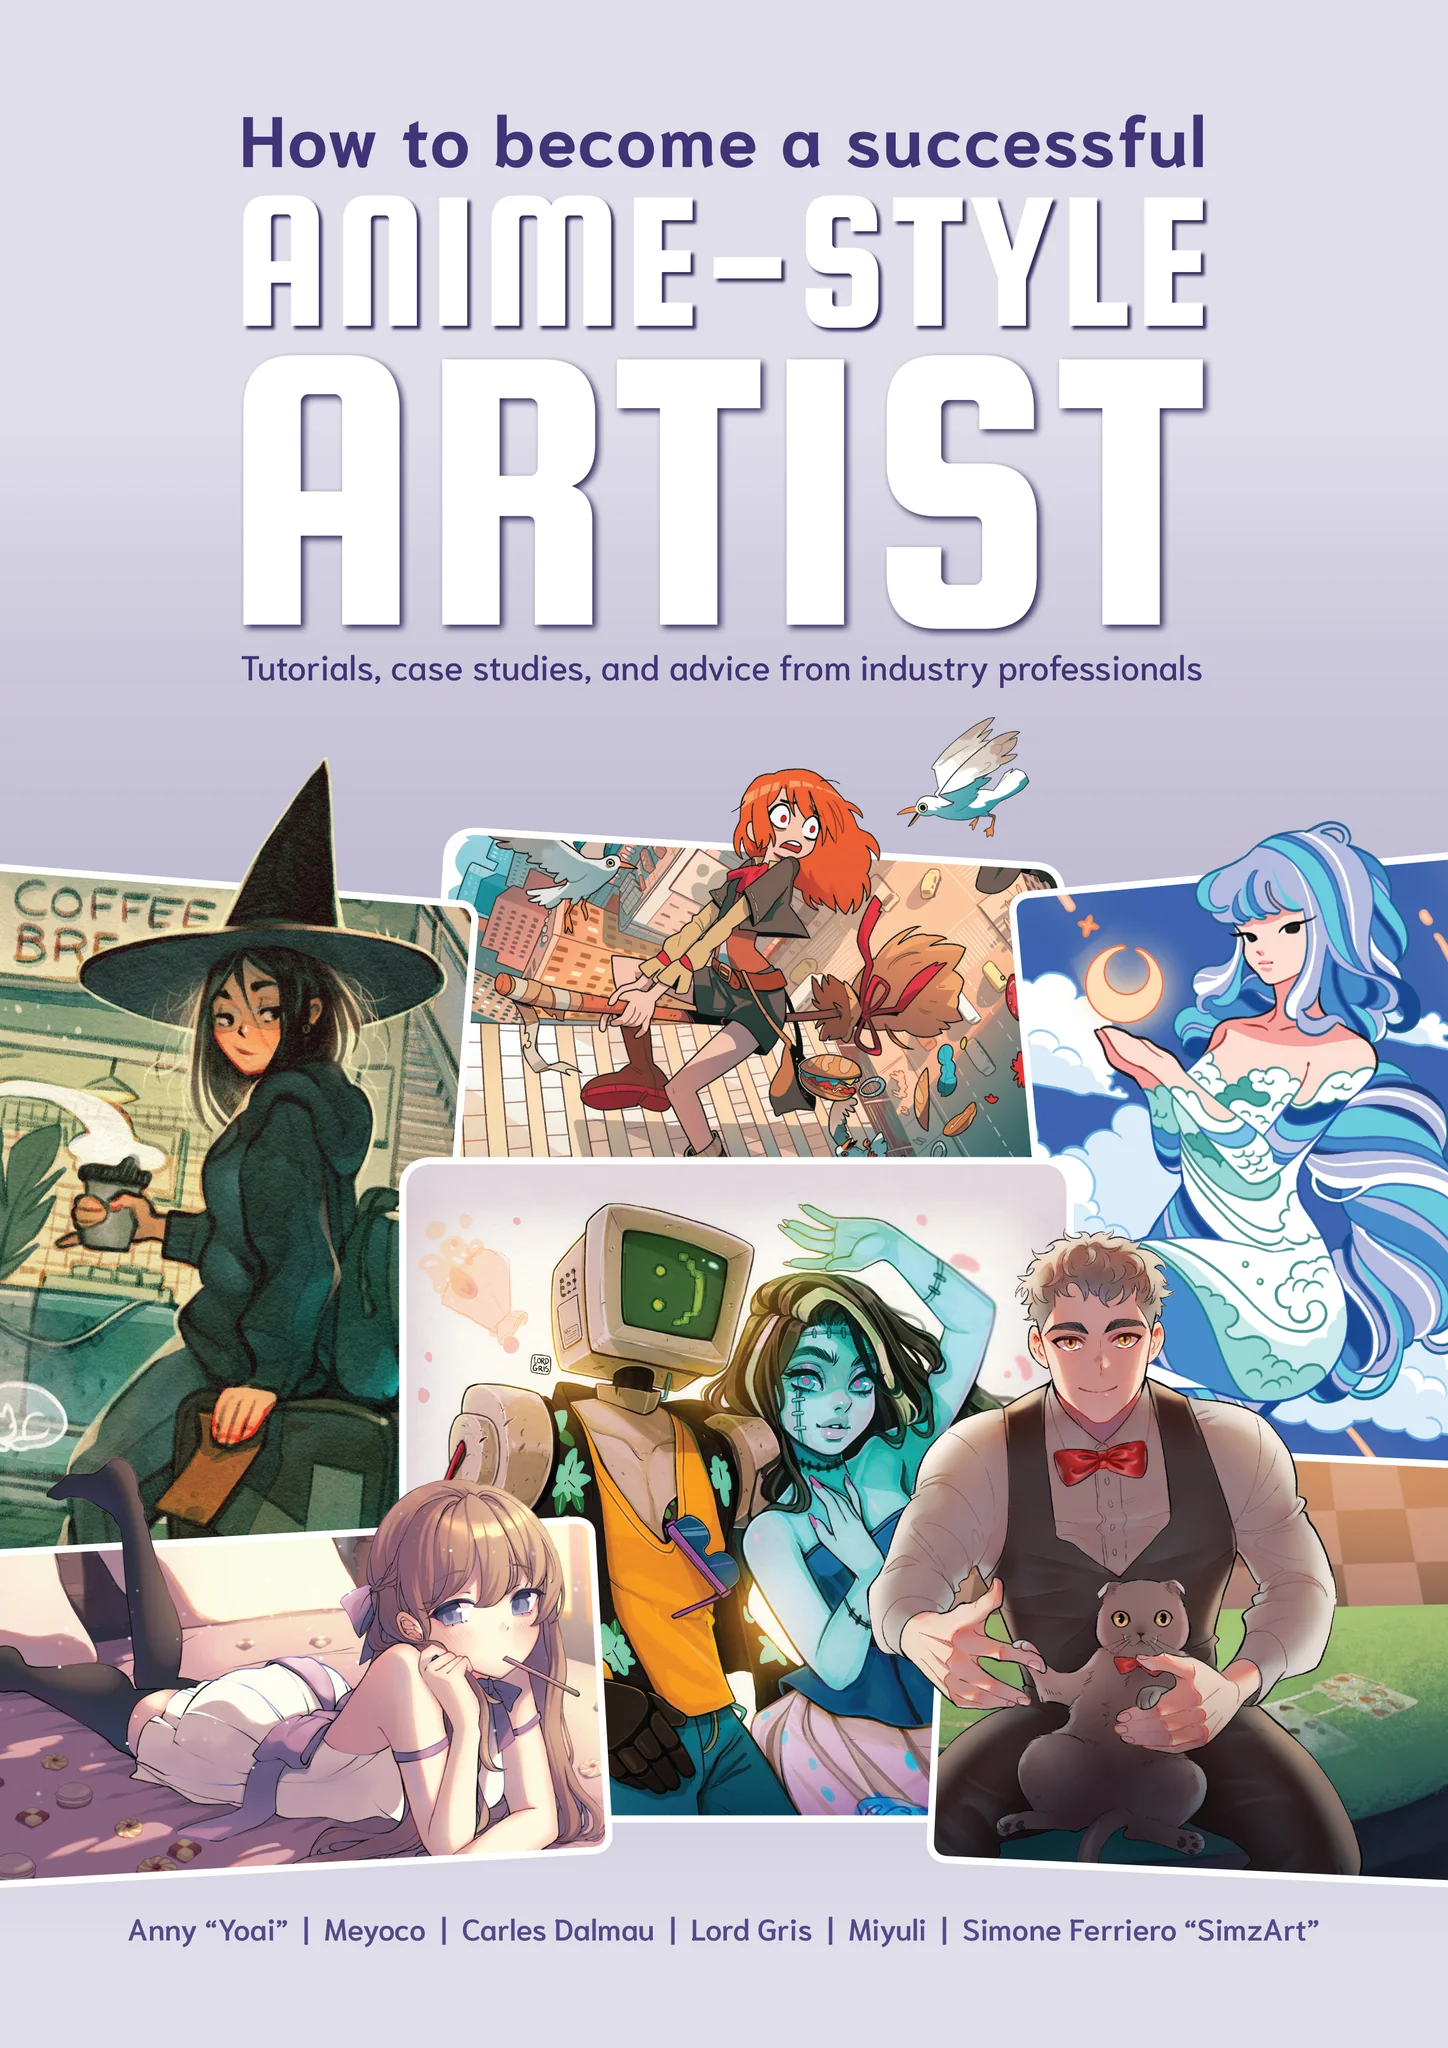 How to become a successful
ANIME-STYLE
ARTIST
Tutorials, case studies, and advice from industry professionals
COFFEE
BRE
LORD
GRIS
Anny “Yoai” | Meyoco | Carles Dalmau | Lord Gris | Miyuli | Simone Ferriero “SimzArt”